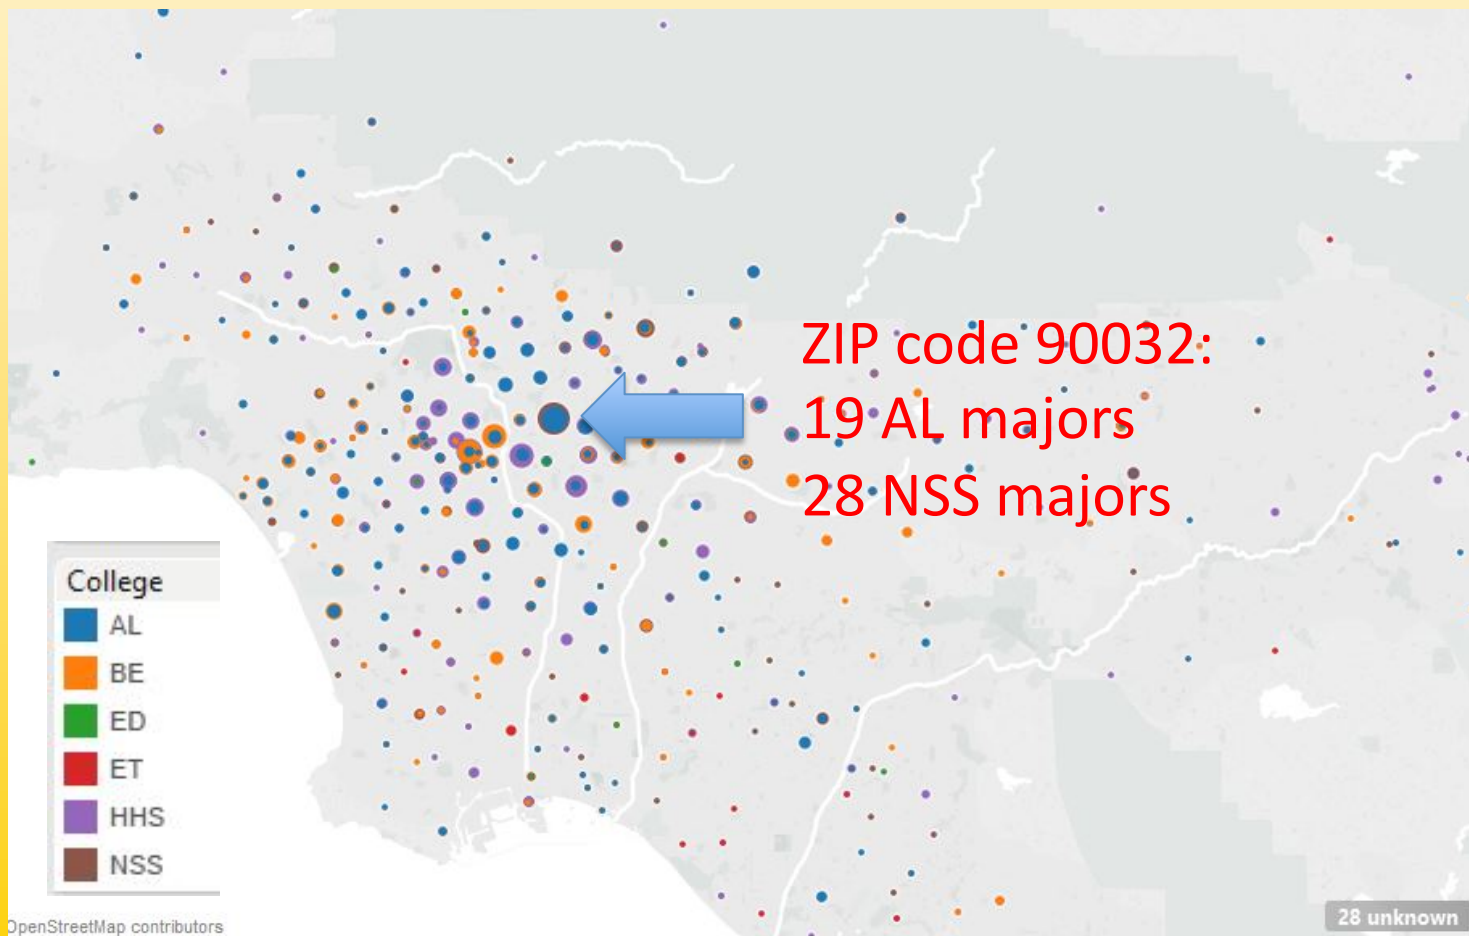 ZIP code 90032:
19 AL majors
28 NSS majors
College
AL
BE
ED
ET
HHS
NSS
OpenStreetMap contributors
28 unknown